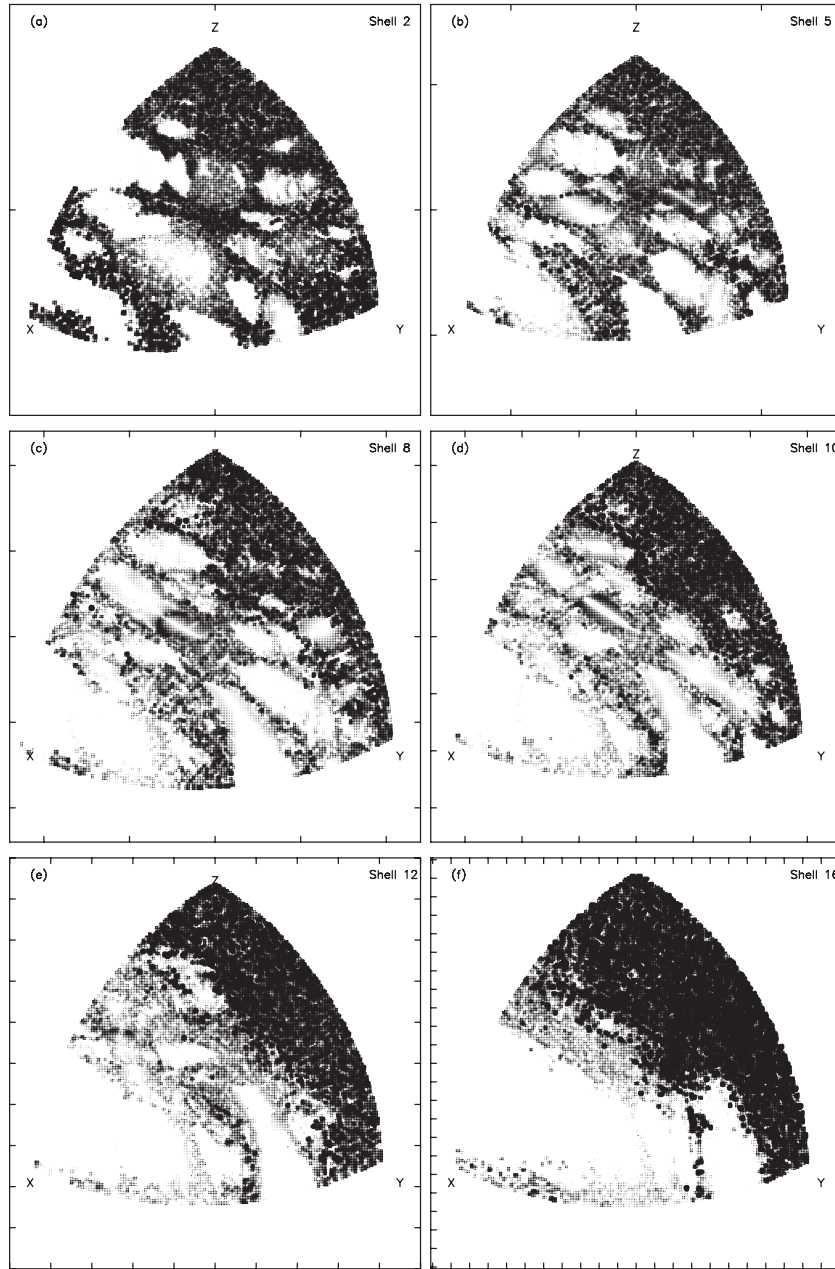 (a) Shell 2
Z
X Y
(b) Shell 5
Z
X Y
(c) Shell 8
X Y
(d) Shell 10
Z
X Y
(e) Shell 12
Z
X Y
(f) Shell 16
X Y